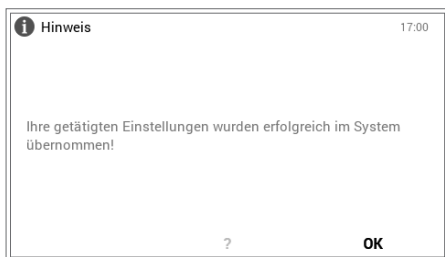 Hinweis 17:00
Ihre getätigten Einstellungen wurden erfolgreich im System
übernommen!
? OK